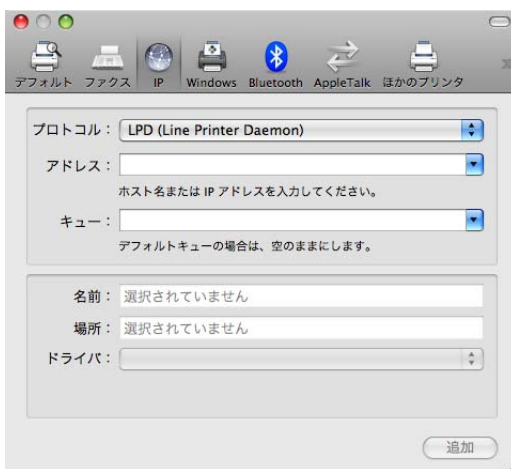 デフォルト ファクス IP Windows Bluetooth AppleTalk ほかのプリンタ
プロトコル： LPD (Line Printer Daemon)
アドレス：
ホスト名または IP アドレスを入力してください。
キュー：
デフォルトキューの場合は、空のままにします。
名前： 選択されていません
場所： 選択されていません
ドライバ：
追加